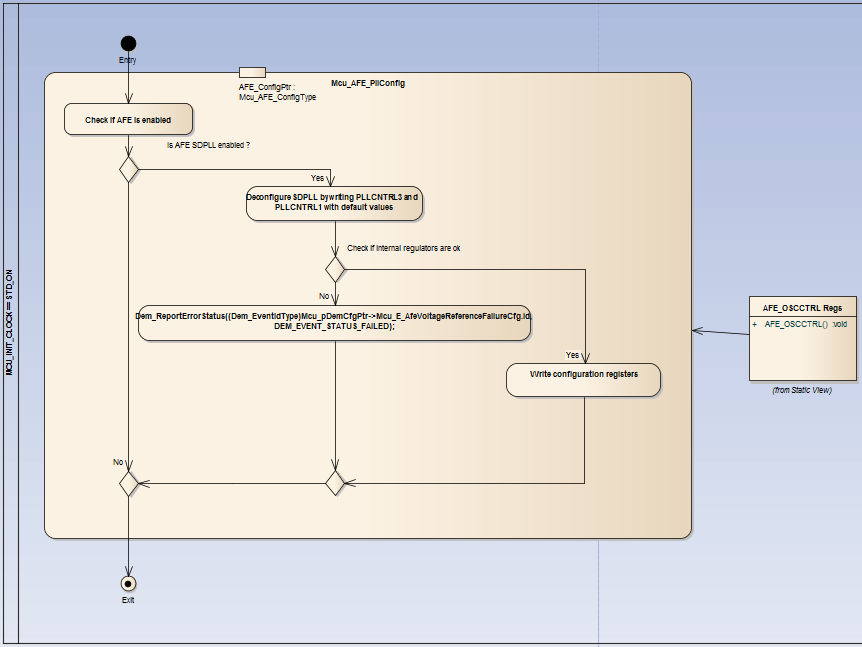 Entry
AFE_ConfigPtr :
Mcu_AFE_ConfigType
Mcu_AFE_PllConfig
Check if AFE is enabled
Is AFE SDPLL enabled ?
Yes
Deconfigure SDPLL by writing PLLCNTRL3 and
PLLCNTRL1 with default values
Check if internal regulators are ok
No
Dem_ReportErrorStatus((Dem_EventIdType)Mcu_pDemCfgPtr->Mcu_E_AfeVoltageReferenceFailureCfg.id,
DEM_EVENT_STATUS_FAILED);
Yes
Write configuration registers
No
Exit
MCU_INIT_CLOCK == STD_ON
AFE_OSCCTRL Regs
+ AFE_OSCCTRL() :void
(from Static View)